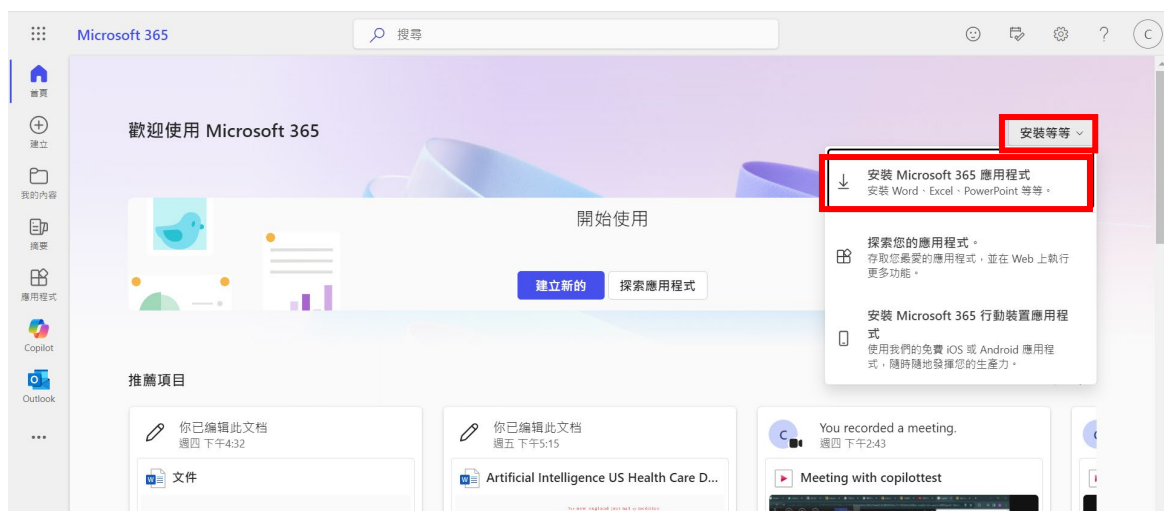 Microsoft 365
搜尋
?
C
首頁
建立
我的內容
摘要
應用程式
Copilot
Outlook
歡迎使用 Microsoft 365
安裝等等
安裝 Microsoft 365 應用程式
安裝 Word、Excel、PowerPoint 等等。
探索您的應用程式。
存取您最愛的應用程式，並在 Web 上執行
更多功能。
安裝 Microsoft 365 行動裝置應用程
式
使用我們的免費 iOS 或 Android 應用程
式，隨時隨地發揮您的生產力。
開始使用
建立新的
探索應用程式
推薦項目
你已编辑此文档
週四 下午4:32
文件
你已编辑此文档
週五 下午5:15
Artificial Intelligence US Health Care D...
C
You recorded a meeting.
週四 下午2:43
Meeting with copilottest